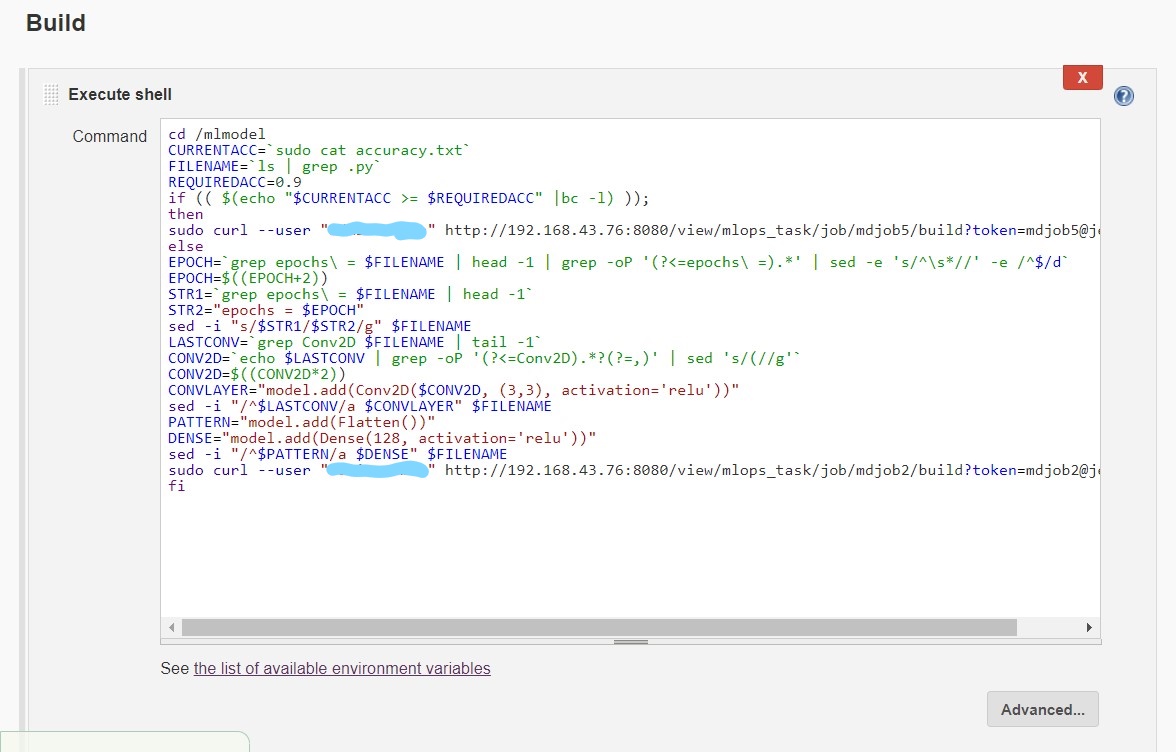 Build
X
Execute shell
?
Command
cd /mlmodel
CURRENTACC=`sudo cat accuracy.txt`
FILENAME=`ls | grep .py`
REQUIREDACC=0.9
if (( $(echo "$CURRENTACC >= $REQUIREDACC" |bc -l) ));
then
sudo curl --user " " http://192.168.43.76:8080/view/mlops_task/job/mdjob5/build?token=mdjob5@j
else
EPOCH=`grep epochs\ = $FILENAME | head -1 | grep -oP '(?<=epochs\ =).*' | sed -e 's/^\s*//' -e /^$/d`
EPOCH=$((EPOCH+2))
STR1=`grep epochs\ = $FILENAME | head -1`
STR2="epochs = $EPOCH"
sed -i "s/$STR1/$STR2/g" $FILENAME
LASTCONV=`grep Conv2D $FILENAME | tail -1`
CONV2D=`echo $LASTCONV | grep -oP '(?<=Conv2D).*?(?=,)' | sed 's/(//g'`
CONV2D=$((CONV2D*2))
CONVLAYER="model.add(Conv2D($CONV2D, (3,3), activation='relu'))"
sed -i "/^$LASTCONV/a $CONVLAYER" $FILENAME
PATTERN="model.add(Flatten())"
DENSE="model.add(Dense(128, activation='relu'))"
sed -i "/^$PATTERN/a $DENSE" $FILENAME
sudo curl --user " " http://192.168.43.76:8080/view/mlops_task/job/mdjob2/build?token=mdjob2@j
fi
See the list of available environment variables
Advanced...